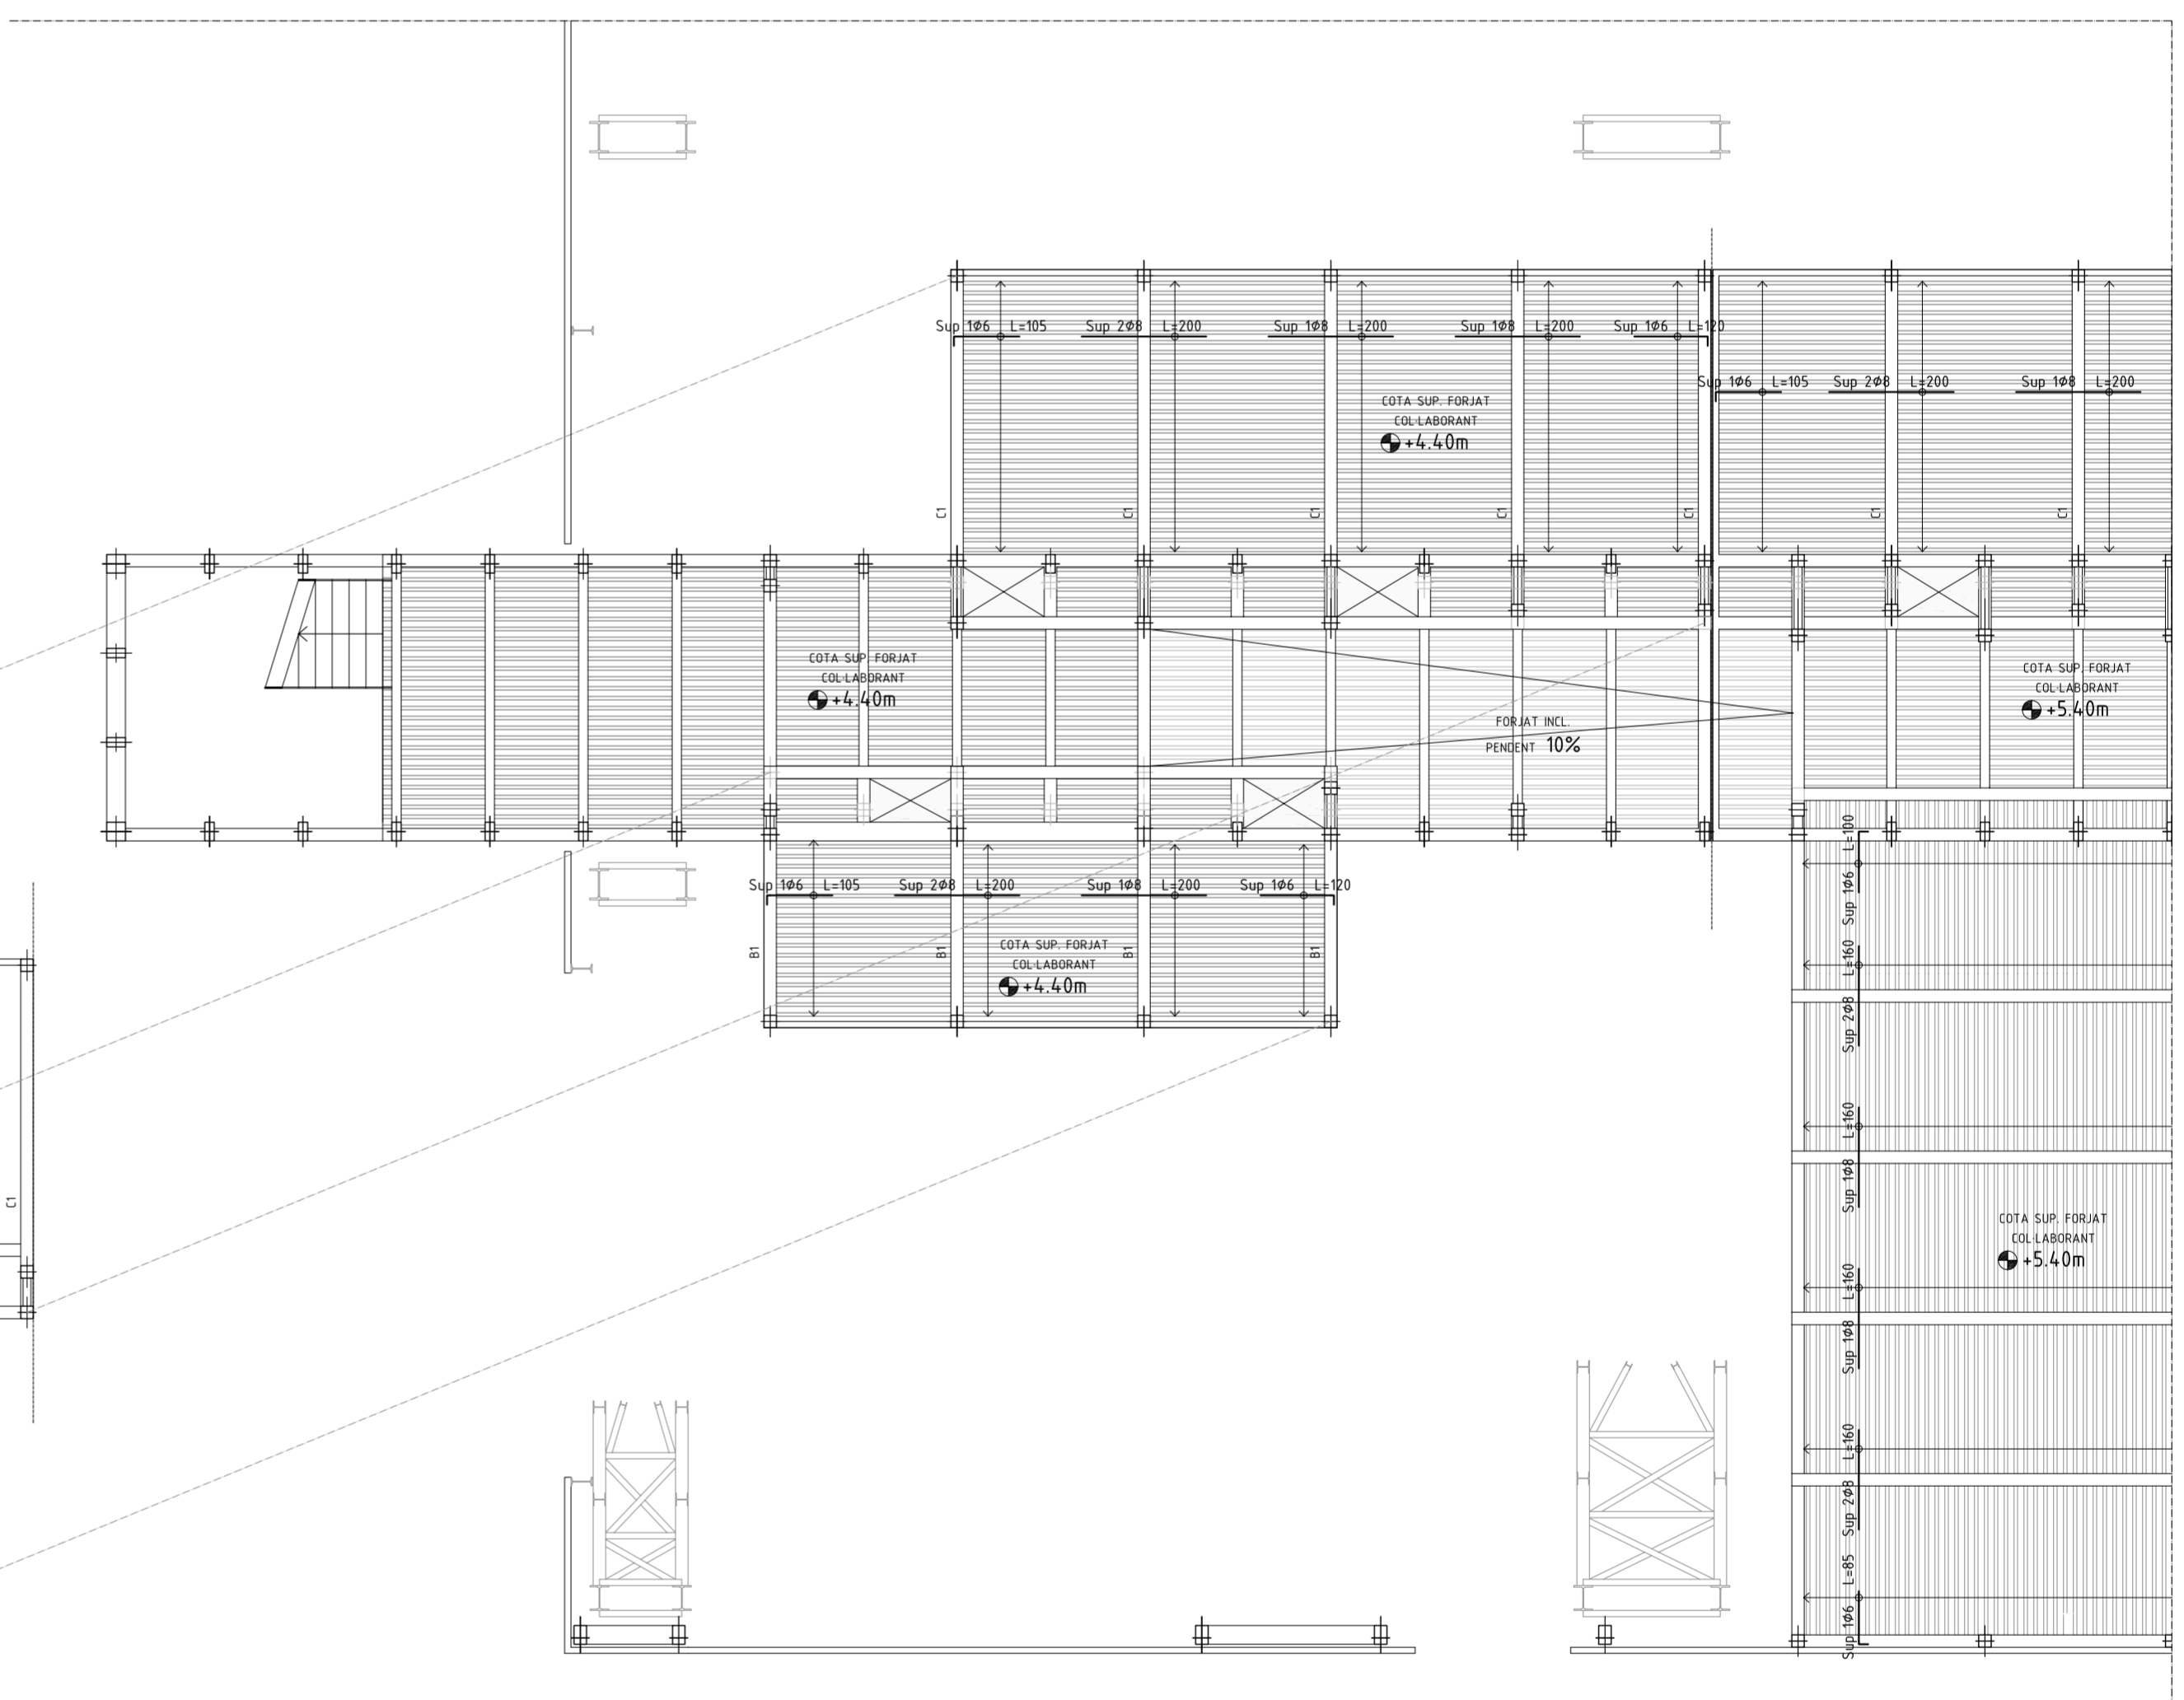 Sup 1ø6 L=105 Sup 2ø8 L=200 Sup 1ø8 L=200 Sup 1ø8 L=200 Sup 1ø6 L=120
Sup 1ø6 L=105 Sup 2ø8 L=200 Sup 1ø8 L=200
COTA SUP. FORJAT
COL·LABORANT
+4.40m
C1 C1 C1 C1 C1 C1 C1
COTA SUP. FORJAT
COL·LABORANT
+4.40m
FORJAT INCL.
PENDENT 10%
COTA SUP. FORJAT
COL·LABORANT
+5.40m
Sup 1ø6 L=105 Sup 2ø8 L=200 Sup 1ø8 L=200 Sup 1ø6 L=120
B1 B1 B1 B1
COTA SUP. FORJAT
COL·LABORANT
+4.40m
Sup 1ø6 L=100
Sup 2ø8 L=160
Sup 1ø8 L=160
Sup 1ø8 L=160
Sup 2ø8 L=160
Sup 1ø6 L=85
C1
COTA SUP. FORJAT
COL·LABORANT
+5.40m